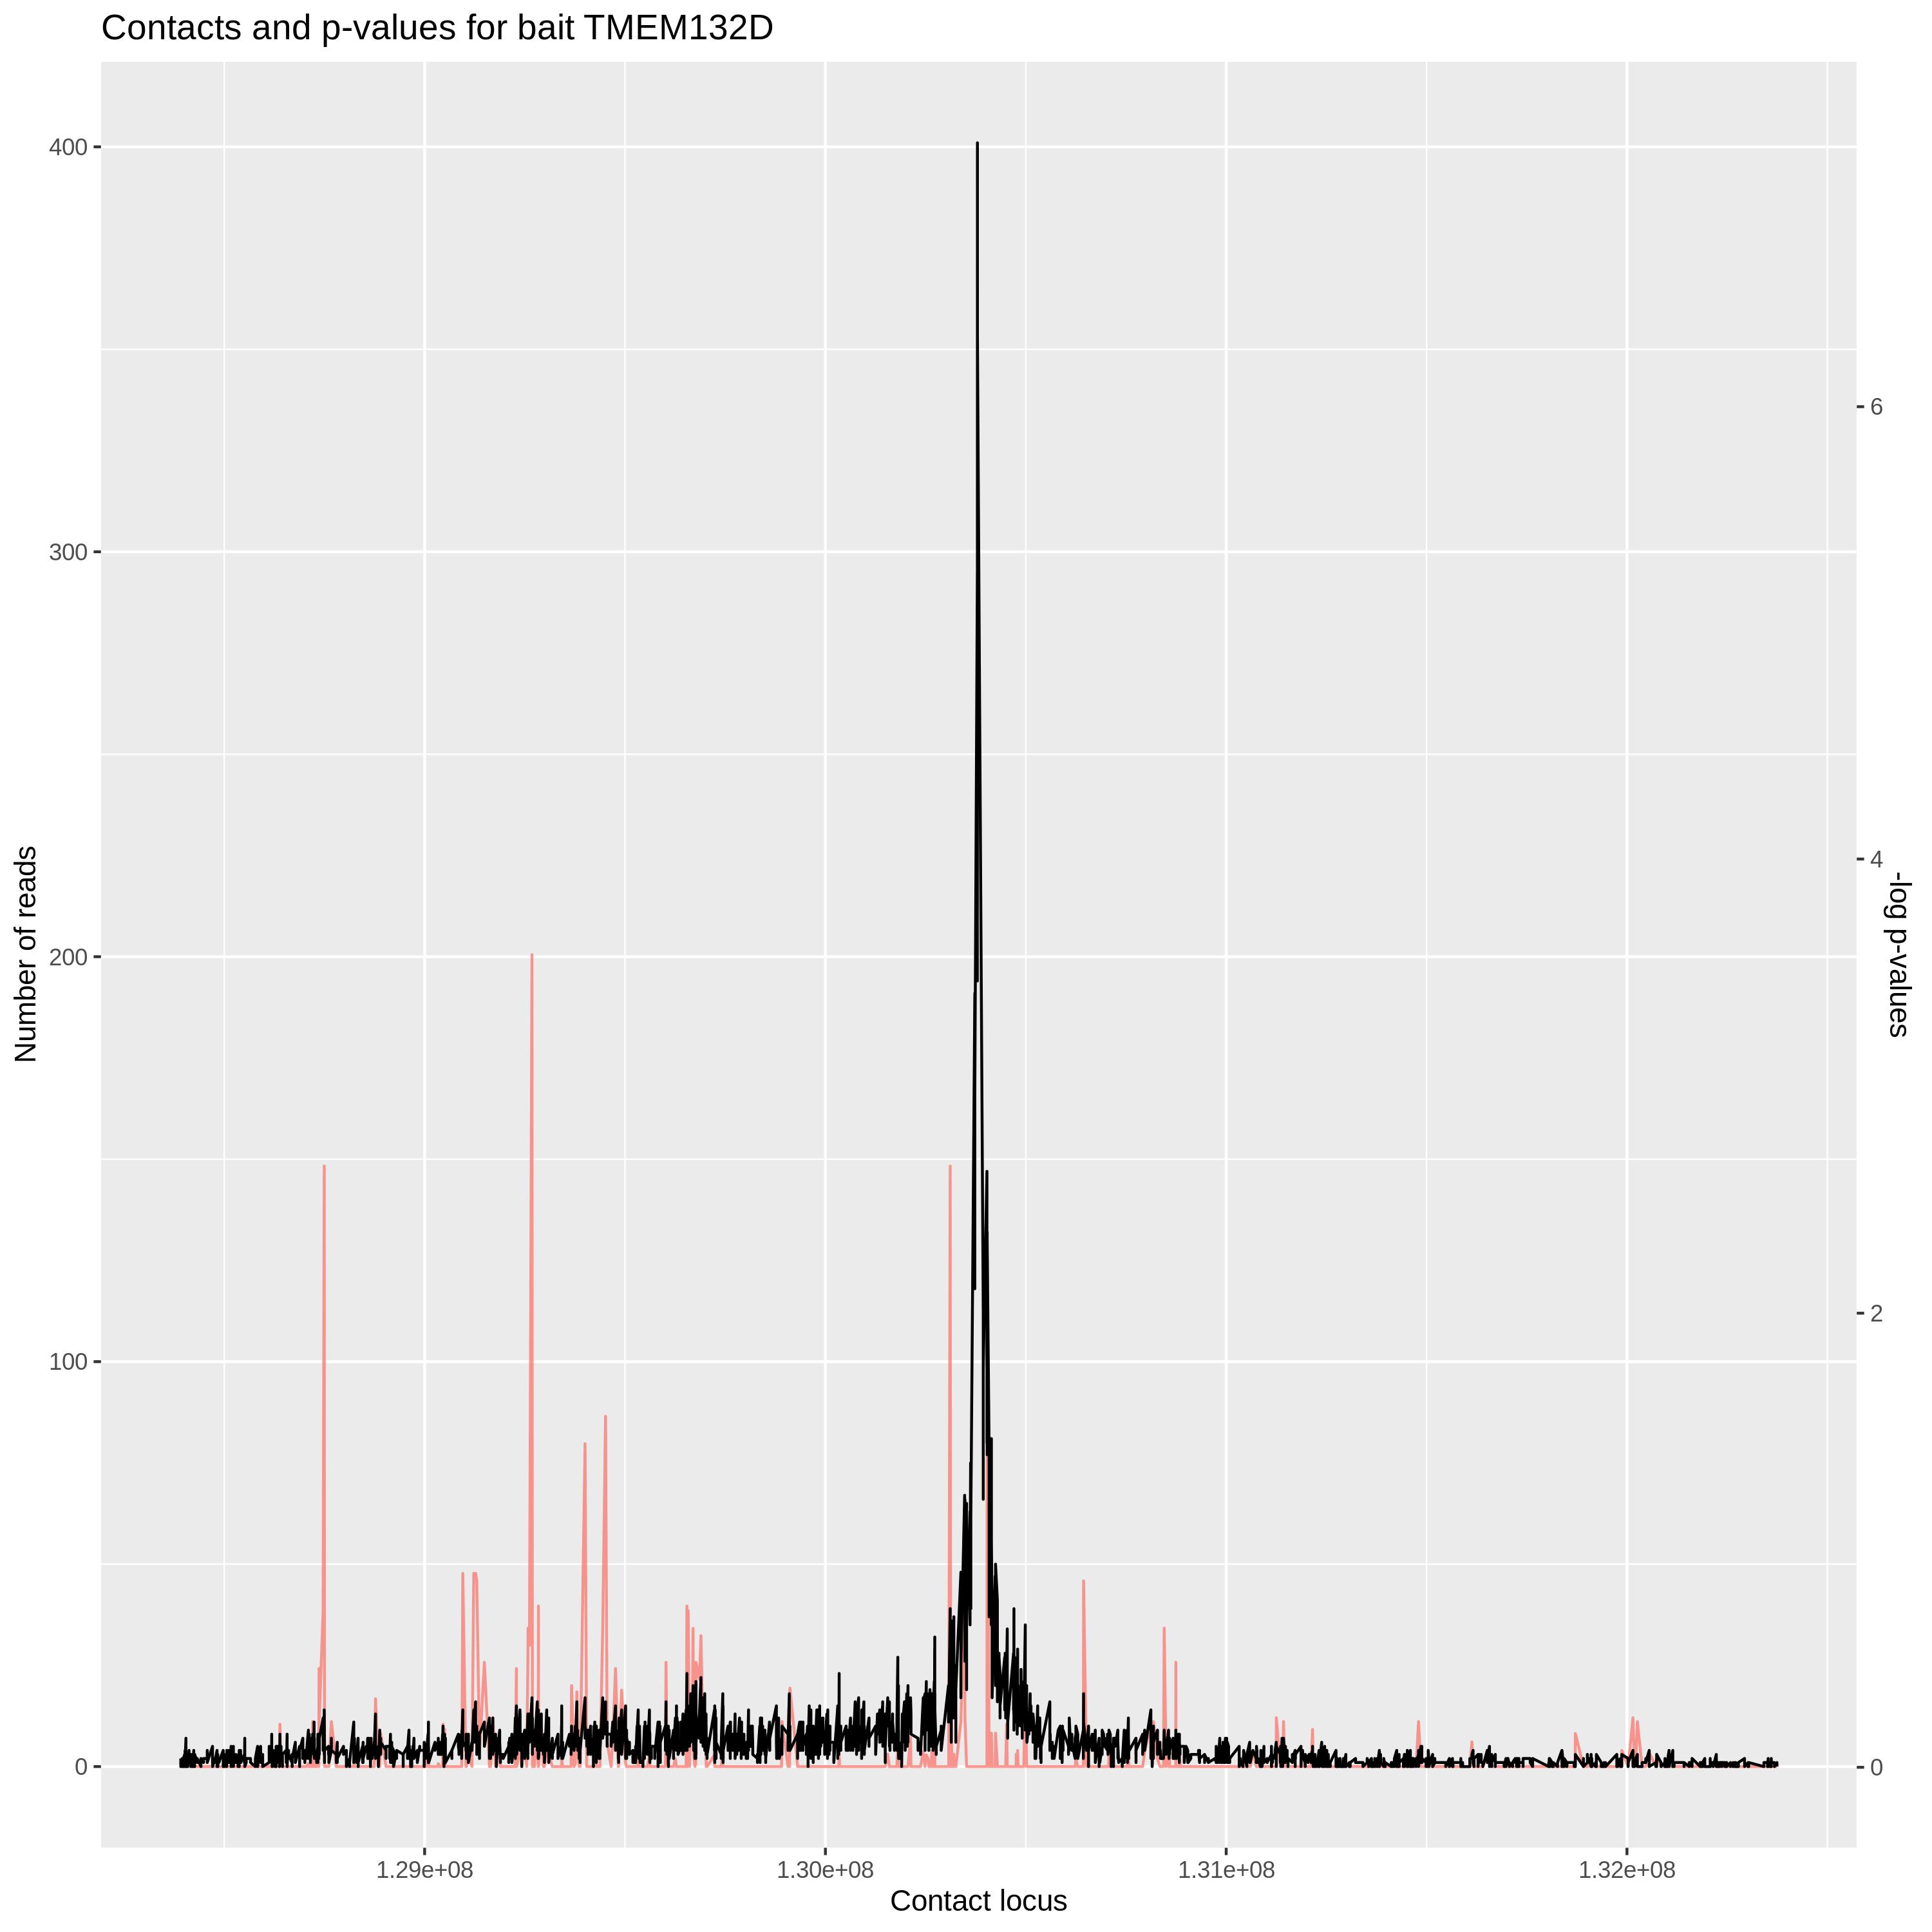 Contacts and p-values for bait TMEM132D
400
300
200
100
0
Number of reads
6
4
2
0
-log p-values
1.29e+08 1.30e+08 1.31e+08 1.32e+08
Contact locus